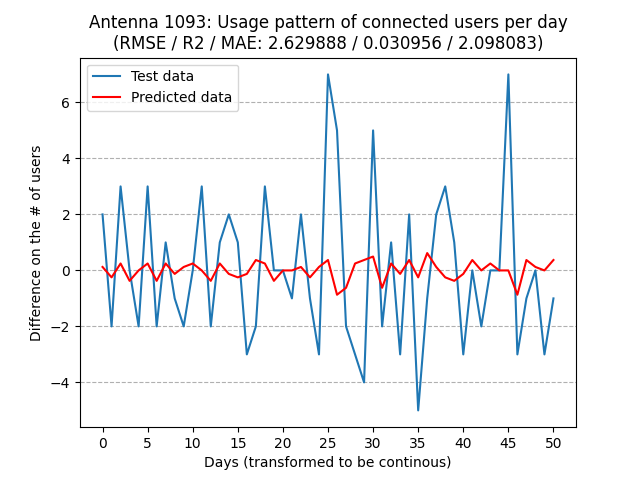 Antenna 1093: Usage pattern of connected users per day
(RMSE / R2 / MAE: 2.629888 / 0.030956 / 2.098083)
Test data
Predicted data
Difference on the # of users
6
4
2
0
−2
−4
0 5 10 15 20 25 30 35 40 45 50
Days (transformed to be continous)